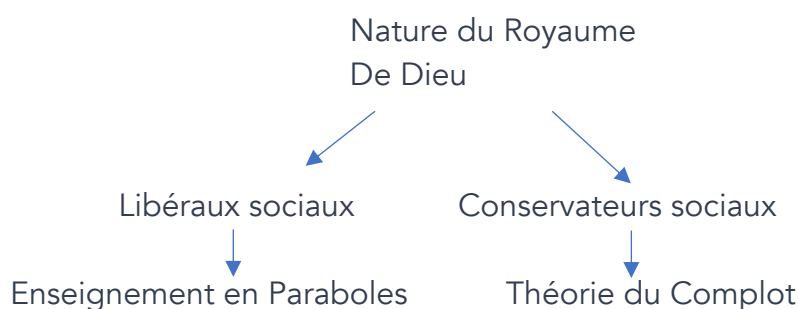 Nature du Royaume
De Dieu
Libéraux sociaux
Conservateurs sociaux
Enseignement en Paraboles
Théorie du Complot